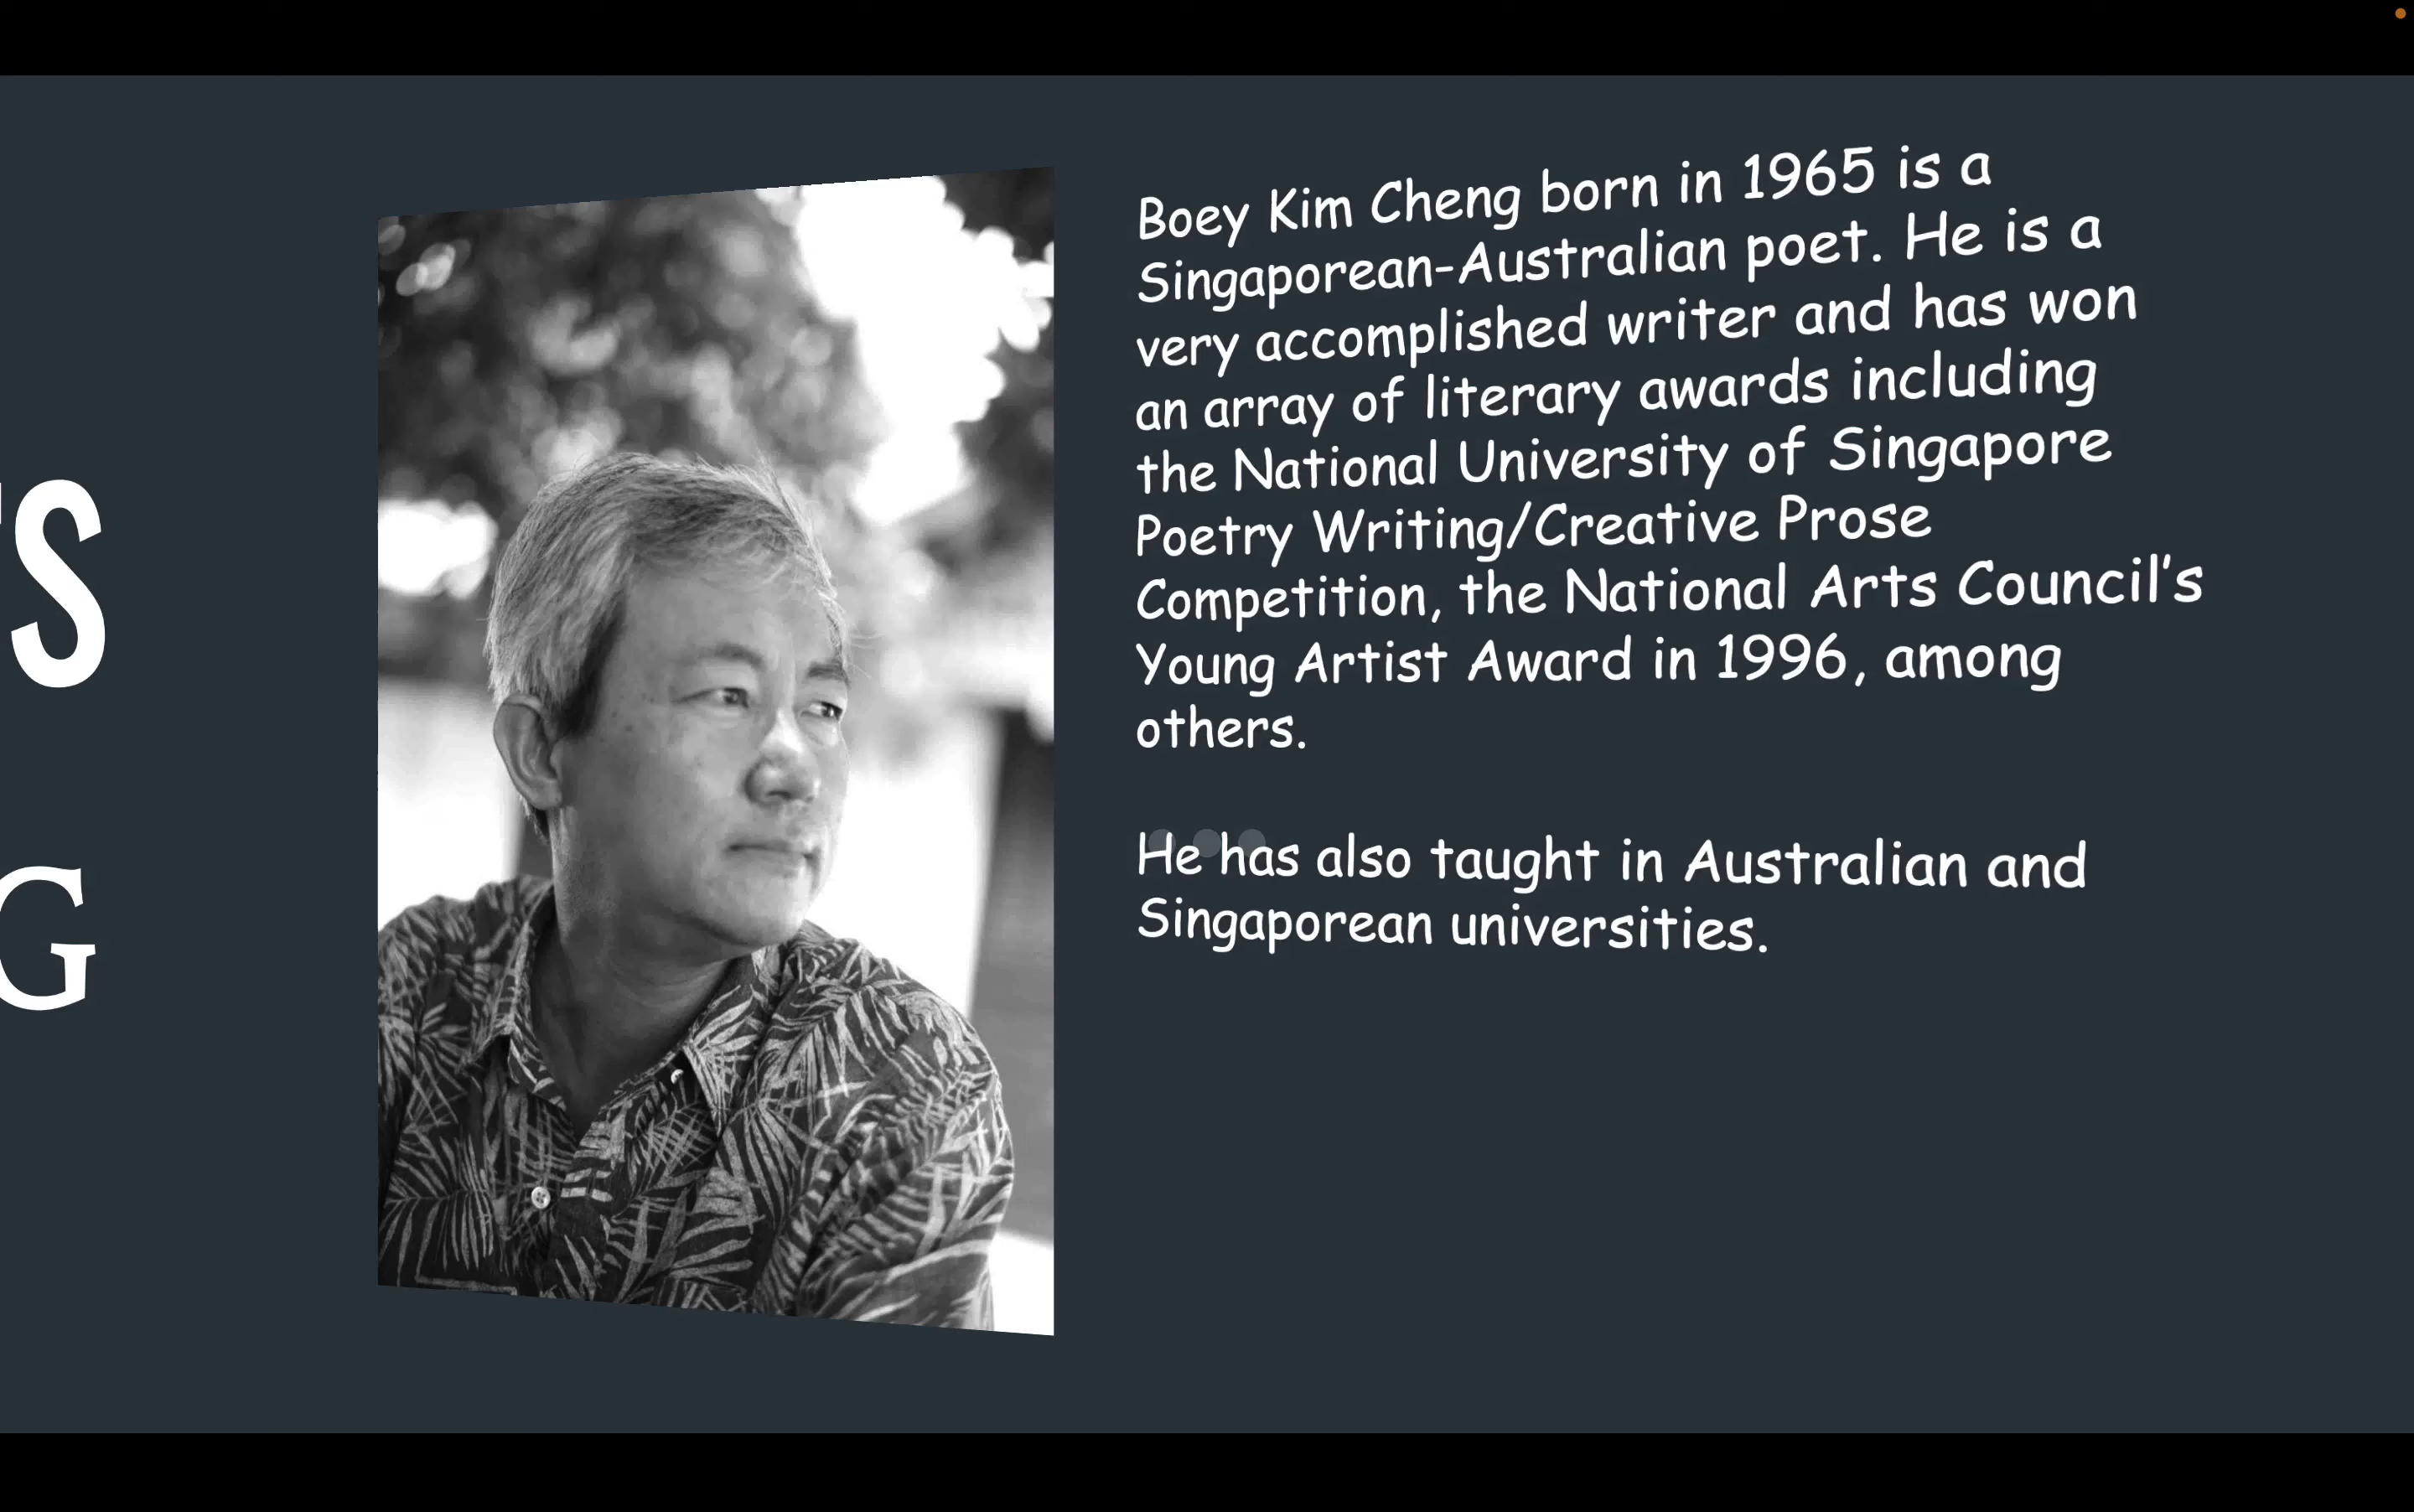 S
G
Boey Kim Cheng born in 1965 is a
Singaporean-Australian poet. He is a
very accomplished writer and has won
an array of literary awards including
the National University of Singapore
Poetry Writing/Creative Prose
Competition, the National Arts Council's
Young Artist Award in 1996, among
others.
He has also taught in Australian and
Singaporean universities.